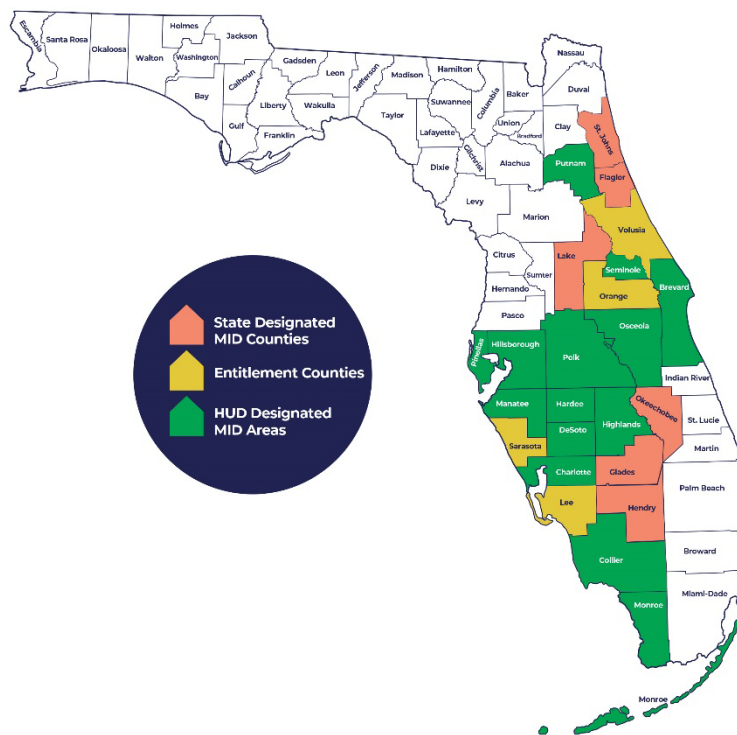 Escambia
Santa Rosa
Okaloosa
Walton
Holmes
Washington
Jackson
Bay
Calhoun
Gulf
Gadsden
Liberty
Franklin
Leon
Wakulla
Jefferson
Madison
Taylor
Hamilton
Suwannee
Lafayette
Dixie
Columbia
Gilchrist
Baker
Union
Bradford
Alachua
Levy
Nassau
Duval
Clay
St. Johns
Putnam
Flagler
Marion
Volusia
Citrus
Sumter
Lake
Seminole
Hernando
Orange
Brevard
Pasco
Osceola
Pinellas
Hillsborough
Polk
Indian River
Manatee
Hardee
Okeechobee
Highlands
St. Lucie
DeSoto
Sarasota
Martin
Charlotte
Glades
Palm Beach
Lee
Hendry
Broward
Collier
Miami-Dade
Monroe
Monroe
State Designated
MID Counties
Entitlement Counties
HUD Designated
MID Areas